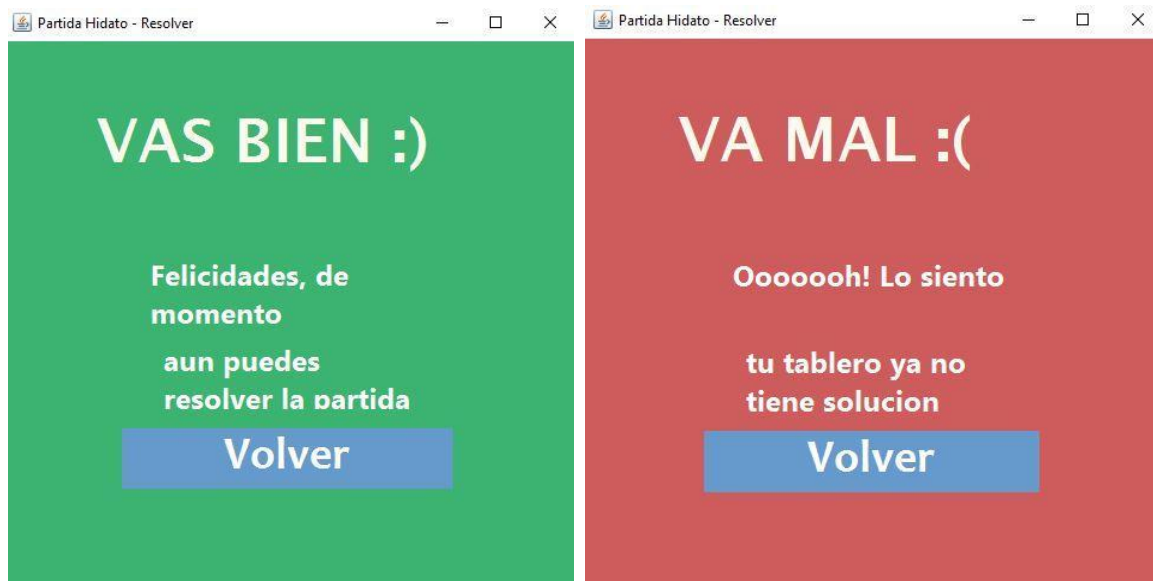 Partida Hidato - Resolver
VAS BIEN :)
Felicidades, de
momento
aun puedes
resolver la partida
Volver
Partida Hidato - Resolver
VA MAL :(
Ooooooh! Lo siento
tu tablero ya no
tiene solucion
Volver